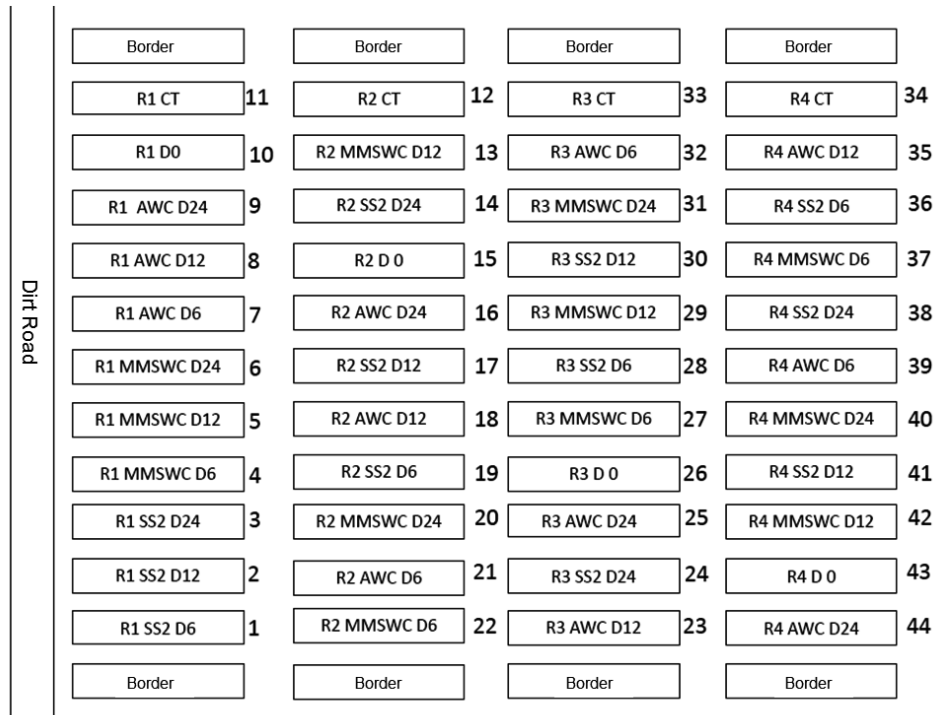 Border Border Border Border
R1 CT 11 R2 CT 12 R3 CT 33 R4 CT 34
R1 D0 10 R2 MMSWC D12 13 R3 AWC D6 32 R4 AWC D12 35
R1 AWC D24 9 R2 SS2 D24 14 R3 MMSWC D24 31 R4 SS2 D6 36
R1 AWC D12 8 R2 D 0 15 R3 SS2 D12 30 R4 MMSWC D6 37
R1 AWC D6 7 R2 AWC D24 16 R3 MMSWC D12 29 R4 SS2 D24 38
Dirt Road
R1 MMSWC D24 6 R2 SS2 D12 17 R3 SS2 D6 28 R4 AWC D6 39
R1 MMSWC D12 5 R2 AWC D12 18 R3 MMSWC D6 27 R4 MMSWC D24 40
R1 MMSWC D6 4 R2 SS2 D6 19 R3 D 0 26 R4 SS2 D12 41
R1 SS2 D24 3 R2 MMSWC D24 20 R3 AWC D24 25 R4 MMSWC D12 42
R1 SS2 D12 2 R2 AWC D6 21 R3 SS2 D24 24 R4 D 0 43
R1 SS2 D6 1 R2 MMSWC D6 22 R3 AWC D12 23 R4 AWC D24 44
Border Border Border Border